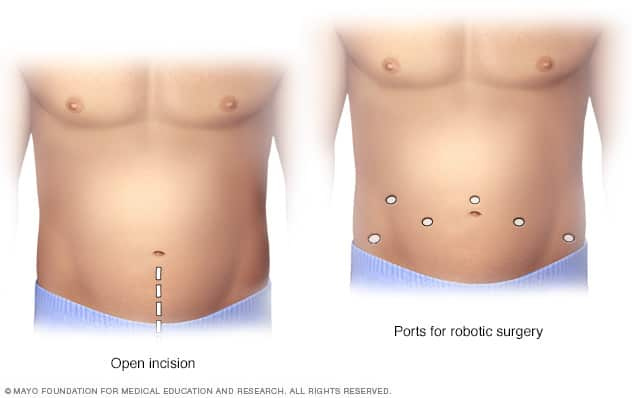 Open incision
Ports for robotic surgery
© MAYO FOUNDATION FOR MEDICAL EDUCATION AND RESEARCH. ALL RIGHTS RESERVED.